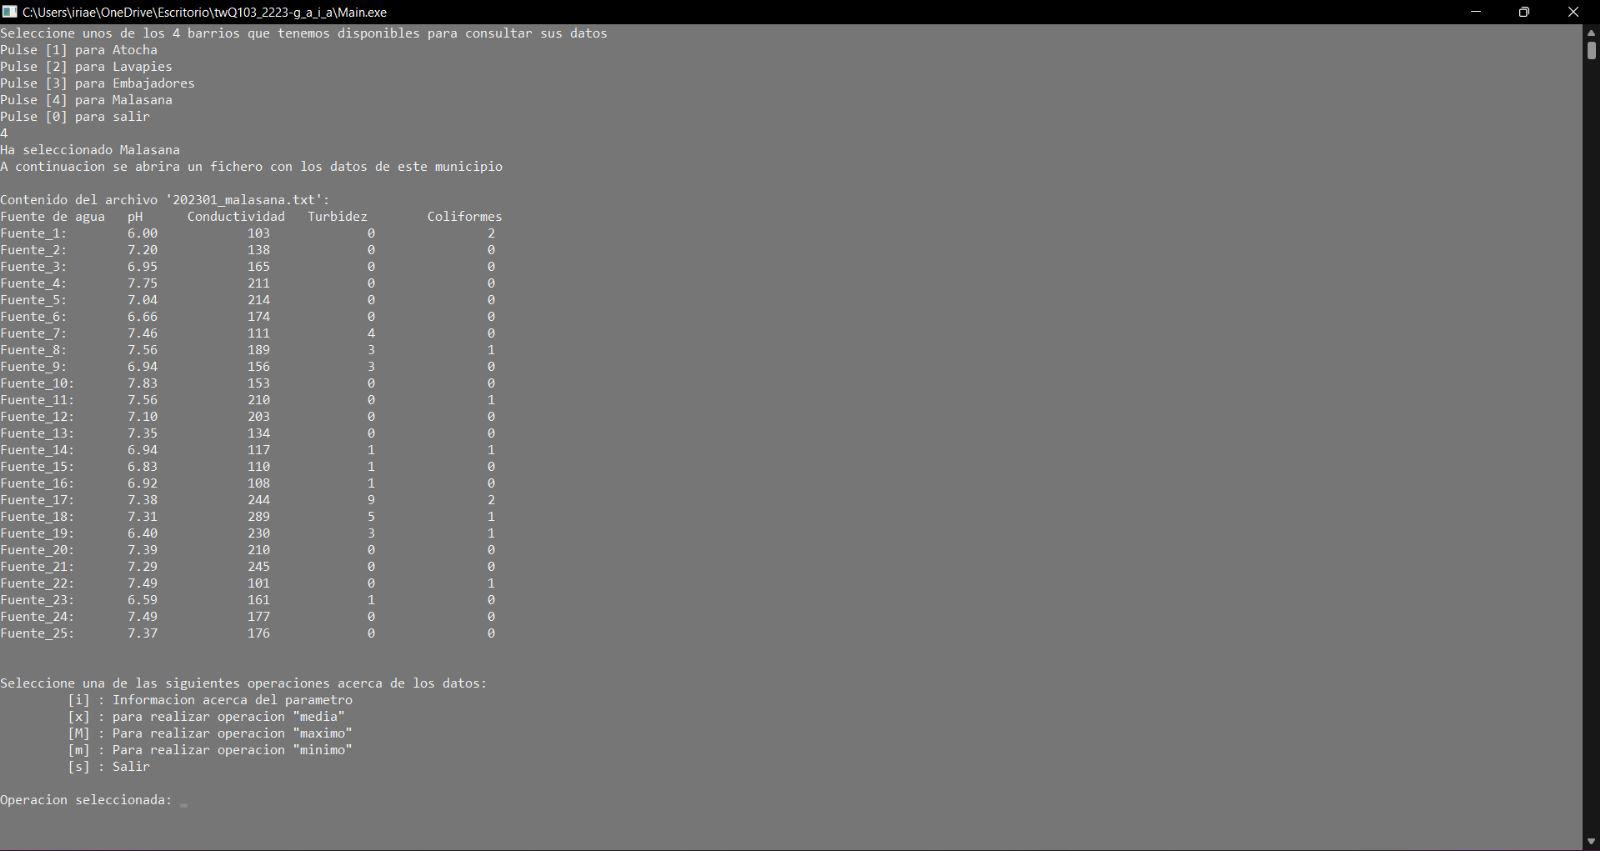 C:\Users\iriae\OneDrive\Escritorio\twQ103_2223-g_a_i_a\Main.exe
Seleccione unos de los 4 barrios que tenemos disponibles para consultar sus datos
Pulse [1] para Atocha
Pulse [2] para Lavapies
Pulse [3] para Embajadores
Pulse [4] para Malasana
Pulse [0] para salir
4
Ha seleccionado Malasana
A continuacion se abrira un fichero con los datos de este municipio
Contenido del archivo '202301_malasana.txt':
Fuente de agua pH Conductividad Turbidez Coliformes
Fuente_1: 6.00 103 0 2
Fuente_2: 7.20 138 0 0
Fuente_3: 6.95 165 0 0
Fuente_4: 7.75 211 0 0
Fuente_5: 7.04 214 0 0
Fuente_6: 6.66 174 0 0
Fuente_7: 7.46 111 4 0
Fuente_8: 7.56 189 3 1
Fuente_9: 6.94 156 3 0
Fuente_10: 7.83 153 0 0
Fuente_11: 7.56 210 0 1
Fuente_12: 7.10 203 0 0
Fuente_13: 7.35 134 0 0
Fuente_14: 6.94 117 1 1
Fuente_15: 6.83 110 1 0
Fuente_16: 6.92 108 1 0
Fuente_17: 7.38 244 9 2
Fuente_18: 7.31 289 5 1
Fuente_19: 6.40 230 3 1
Fuente_20: 7.39 210 0 0
Fuente_21: 7.29 245 0 0
Fuente_22: 7.49 101 0 1
Fuente_23: 6.59 161 1 0
Fuente_24: 7.49 177 0 0
Fuente_25: 7.37 176 0 0
Seleccione una de las siguientes operaciones acerca de los datos:
[i] : Informacion acerca del parametro
[x] : para realizar operacion "media"
[M] : Para realizar operacion "maximo"
[m] : Para realizar operacion "minimo"
[s] : Salir
Operacion seleccionada: _